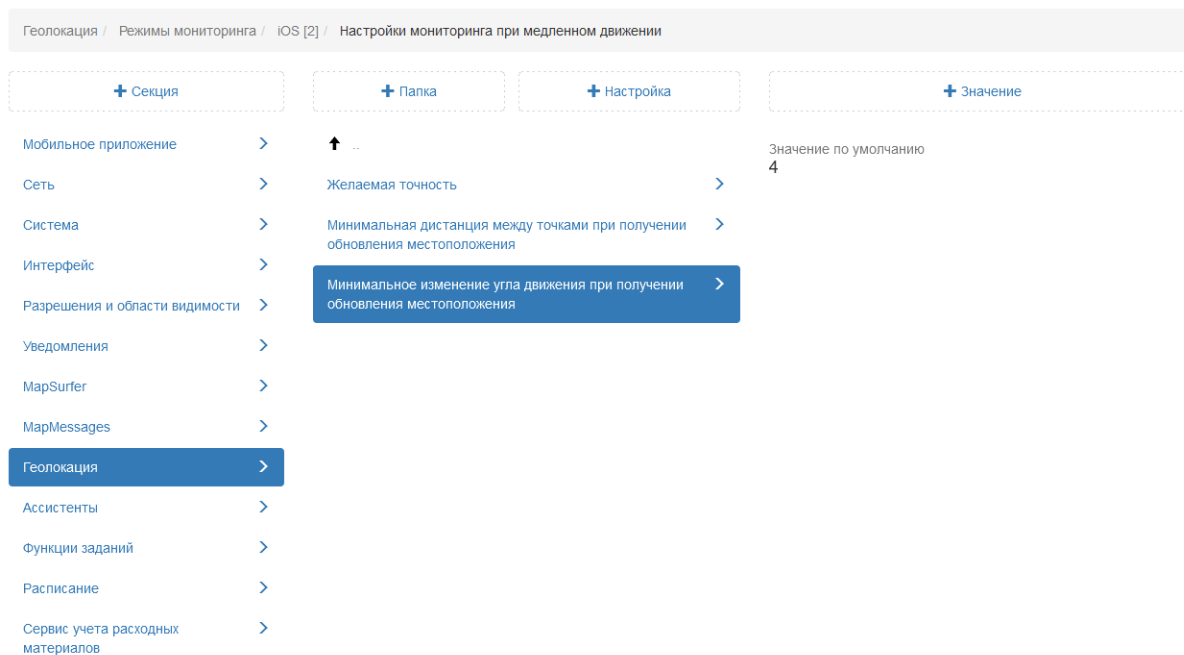 Геолокация / Режимы мониторинга / iOS [2] / Настройки мониторинга при медленном движении
+ Секция
+ Папка
+ Настройка
+ Значение
Мобильное приложение
Сеть
Система
Интерфейс
Разрешения и области видимости
Уведомления
MapSurfer
MapMessages
Геолокация
Ассистенты
Функции заданий
Расписание
Сервис учета расходных
материалов
..
Желаемая точность
Минимальная дистанция между точками при получении
обновления местоположения
Минимальное изменение угла движения при получении
обновления местоположения
Значение по умолчанию
4